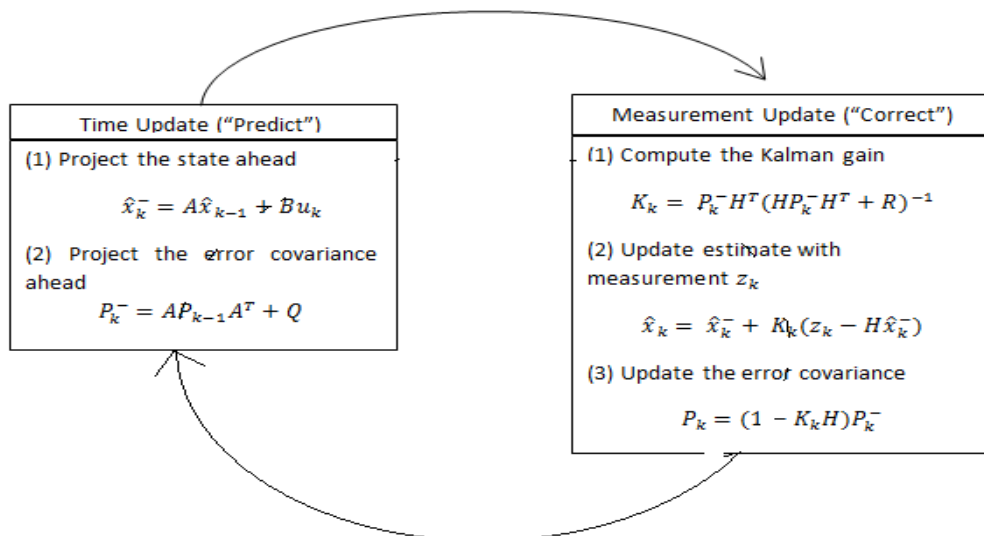 Time Update (“Predict”)
(1) Project the state ahead
x̂ₖ⁻ = Ax̂ₖ₋₁ + Buₖ
(2) Project the error covariance
ahead
Pₖ⁻ = APₖ₋₁Aᵀ + Q
Measurement Update (“Correct”)
(1) Compute the Kalman gain
Kₖ = Pₖ⁻Hᵀ(HPₖ⁻Hᵀ + R)⁻¹
(2) Update estimate with
measurement zₖ
x̂ₖ = x̂ₖ⁻ + Kₖ(zₖ − Hx̂ₖ⁻)
(3) Update the error covariance
Pₖ = (1 − KₖH)Pₖ⁻